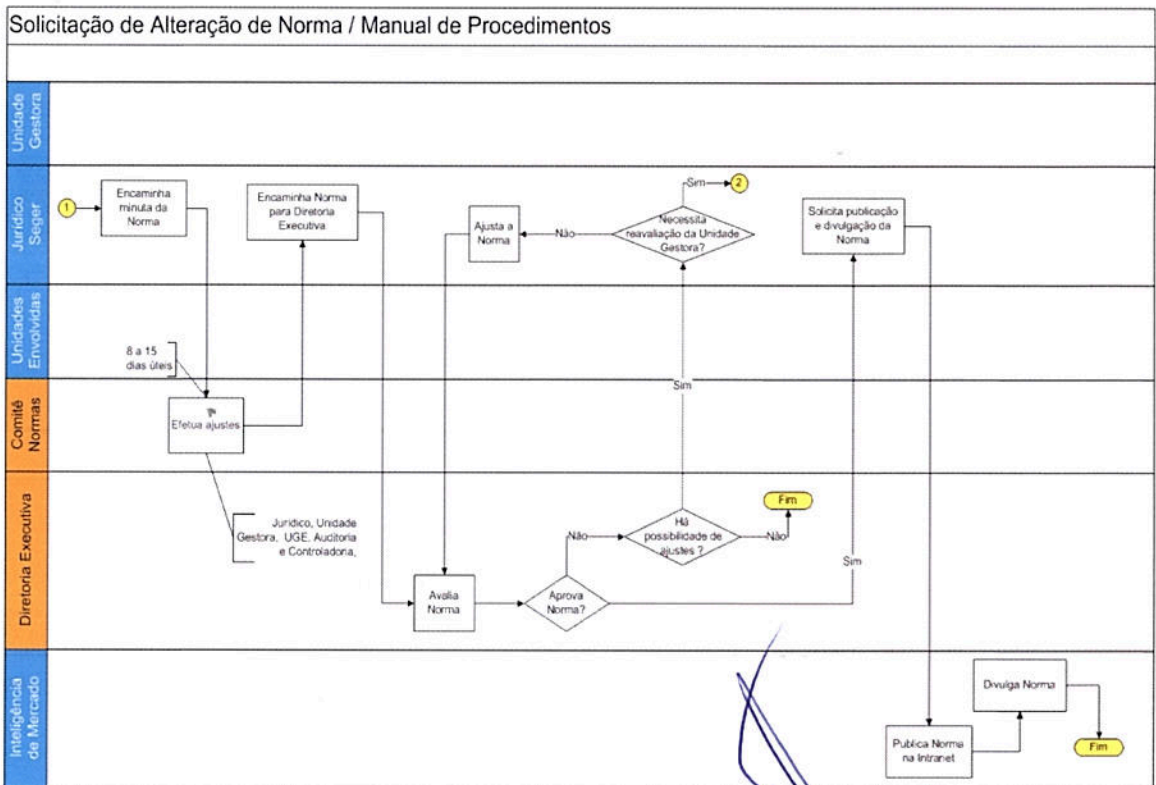 Solicitação de Alteração de Norma / Manual de Procedimentos
Unidade
Gestora
Jurídico
Seger
1
Encaminha
minuta da
Norma
Encaminha Norma
para Diretoria
Executiva
Ajusta a
Norma
Não
Necessita
reavaliação da Unidade
Gestora?
Sim
2
Solicita publicação
e divulgação da
Norma
Unidades
Envolvidas
8 a 15
dias úteis
Sim
Comitê
Normas
Efetua ajustes
Diretoria Executiva
Jurídico, Unidade
Gestora, UGE, Auditoria
e Controladoria,
Avalia
Norma
Aprova
Norma?
Não
Há
possibilidade de
ajustes ?
Não
Fim
Sim
Inteligência
de Mercado
Publica Norma
na Intranet
Divulga Norma
Fim